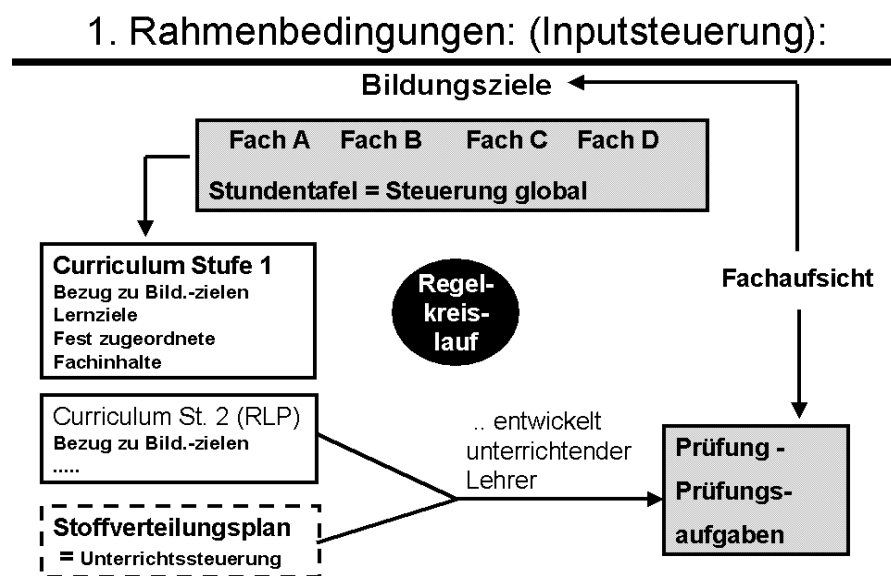 1. Rahmenbedingungen: (Inputsteuerung):
Bildungsziele
Fach A Fach B Fach C Fach D
Stundentafel = Steuerung global
Curriculum Stufe 1
Bezug zu Bild.-zielen
Lernziele
Fest zugeordnete
Fachinhalte
Regel-
kreis-
lauf
Fachaufsicht
Curriculum St. 2 (RLP)
Bezug zu Bild.-zielen
.....
.. entwickelt
unterrichtender
Lehrer
Prüfung -
Prüfungs-
aufgaben
Stoffverteilungsplan
= Unterrichtssteuerung